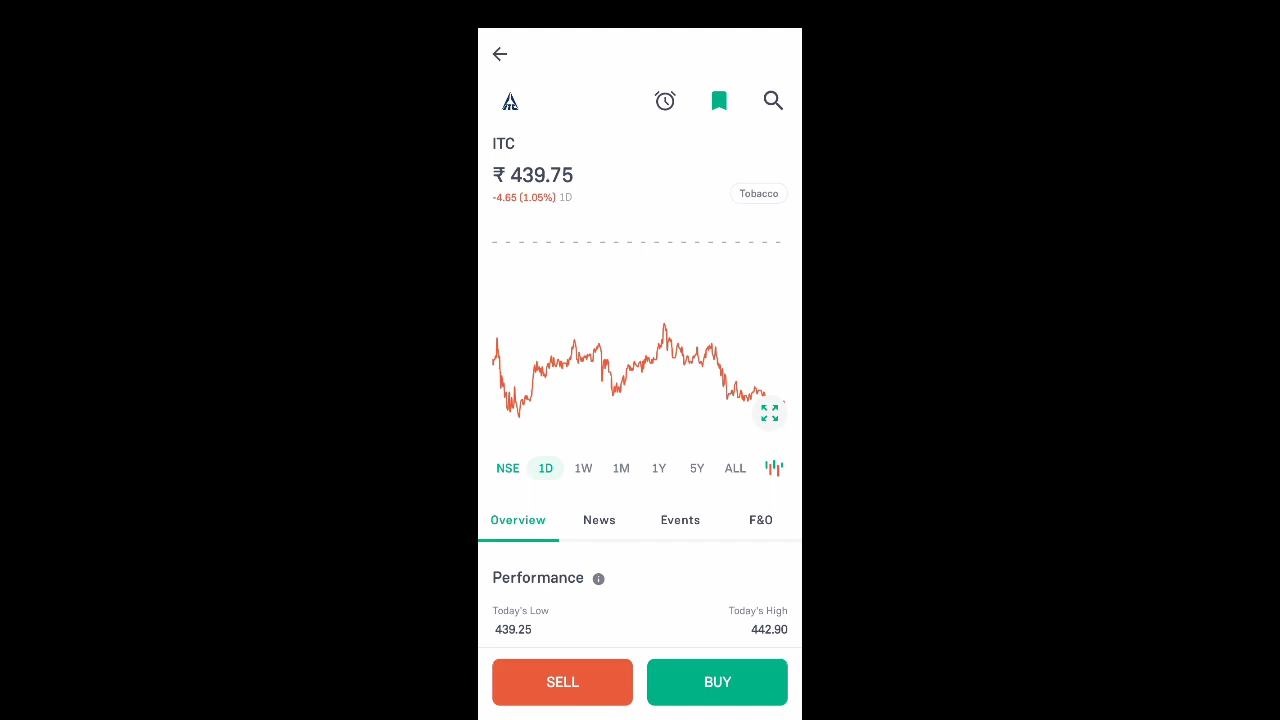 ITC
ITC
₹ 439.75
-4.65 (1.05%) 1D
Tobacco
NSE 1D 1W 1M 1Y 5Y ALL
Overview News Events F&O
Performance
Today's Low Today's High
439.25 442.90
SELL BUY